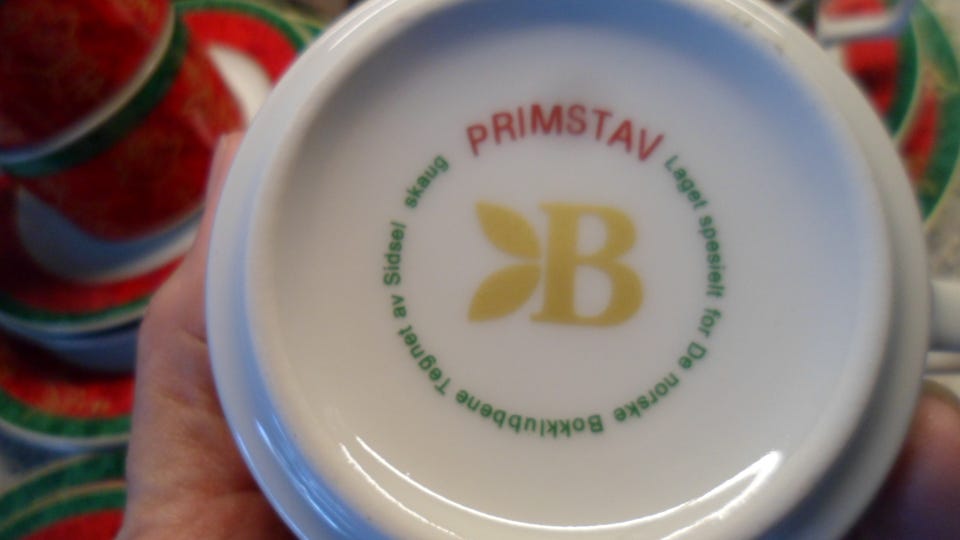 PRIMSTAV
Laget spesielt for De norske Bokklubbene Tegnet av Sidsel skaug
B